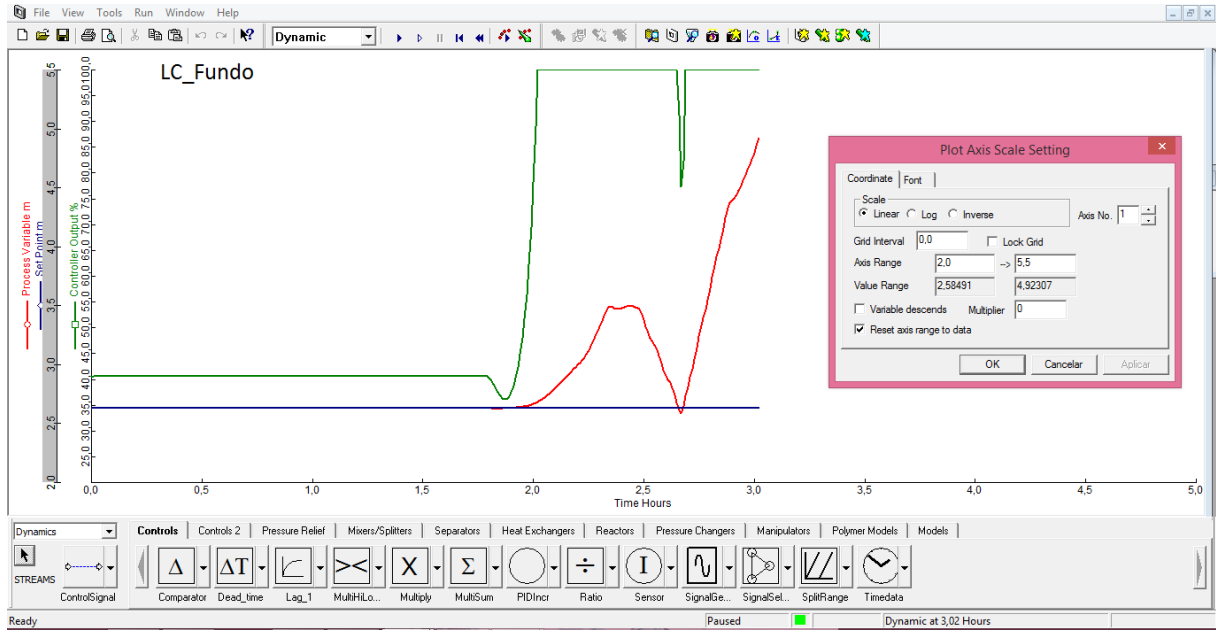 File View Tools Run Window Help
Dynamic
LC_Fundo
Process Variable m
2,0 2,5 3,0 3,5 4,0 4,5 5,0 5,5
Set Point m
Controller Output %
25,0 30,0 35,0 40,0 45,0 50,0 55,0 60,0 65,0 70,0 75,0 80,0 85,0 90,0 95,0 100,0
0,0 0,5 1,0 1,5 2,0 2,5 3,0 3,5 4,0 4,5 5,0
Time Hours
Plot Axis Scale Setting
Coordinate Font
Scale
Linear Log Inverse Axis No. 1
Grid Interval 0,0 Lock Grid
Axis Range 2,0 --> 5,5
Value Range 2,58491 4,92307
Variable descends Multiplier 0
Reset axis range to data
OK Cancelar Aplicar
Dynamics Controls Controls 2 Pressure Relief Mixers/Splitters Separators Heat Exchangers Reactors Pressure Changers Manipulators Polymer Models Models
Δ ΔT >< X Σ ÷ I
STREAMS
ControlSignal Comparator Dead_time Lag_1 MultiHiLo... Multiply MultiSum PIDIncr Ratio Sensor SignalGe... SignalSel... SplitRange Timedata
Ready Paused Dynamic at 3,02 Hours